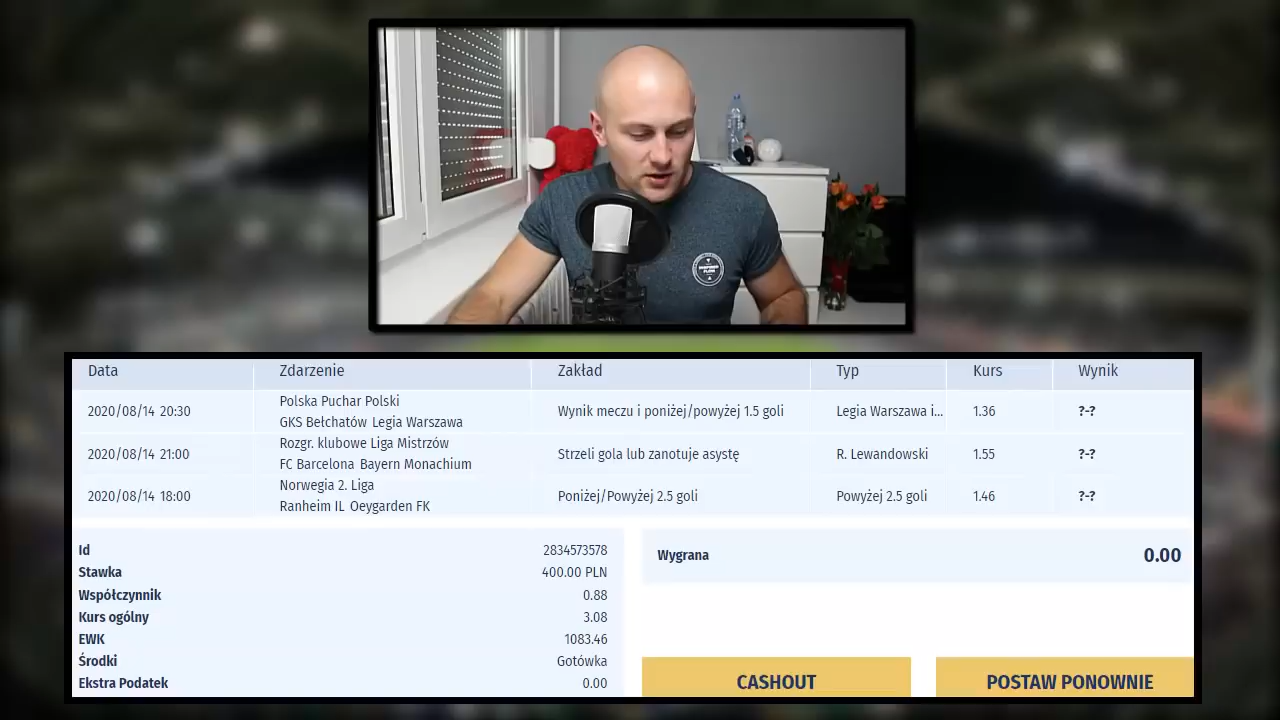 Data Zdarzenie Zakład Typ Kurs Wynik
Polska Puchar Polski
2020/08/14 20:30 Wynik meczu i poniżej/powyżej 1.5 goli Legia Warszawa i... 1.36 ?-?
GKS Bełchatów Legia Warszawa
Rozgr. klubowe Liga Mistrzów
2020/08/14 21:00 Strzeli gola lub zanotuje asystę R. Lewandowski 1.55 ?-?
FC Barcelona Bayern Monachium
Norwegia 2. Liga
2020/08/14 18:00 Poniżej/Powyżej 2.5 goli Powyżej 2.5 goli 1.46 ?-?
Ranheim IL Oeygarden FK
Id 2834573578
Stawka 400.00 PLN
Współczynnik 0.88
Kurs ogólny 3.08
EWK 1083.46
Środki Gotówka
Ekstra Podatek 0.00
Wygrana 0.00
CASHOUT POSTAW PONOWNIE